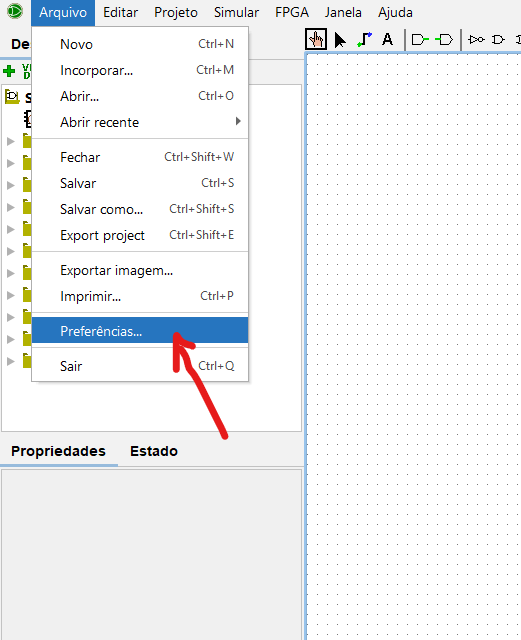 Arquivo Editar Projeto Simular FPGA Janela Ajuda
De
A
Novo Ctrl+N
Incorporar... Ctrl+M
Abrir... Ctrl+O
Abrir recente
Fechar Ctrl+Shift+W
Salvar Ctrl+S
Salvar como... Ctrl+Shift+S
Export project Ctrl+Shift+E
Exportar imagem...
Imprimir... Ctrl+P
Preferências...
Sair Ctrl+Q
Propriedades Estado